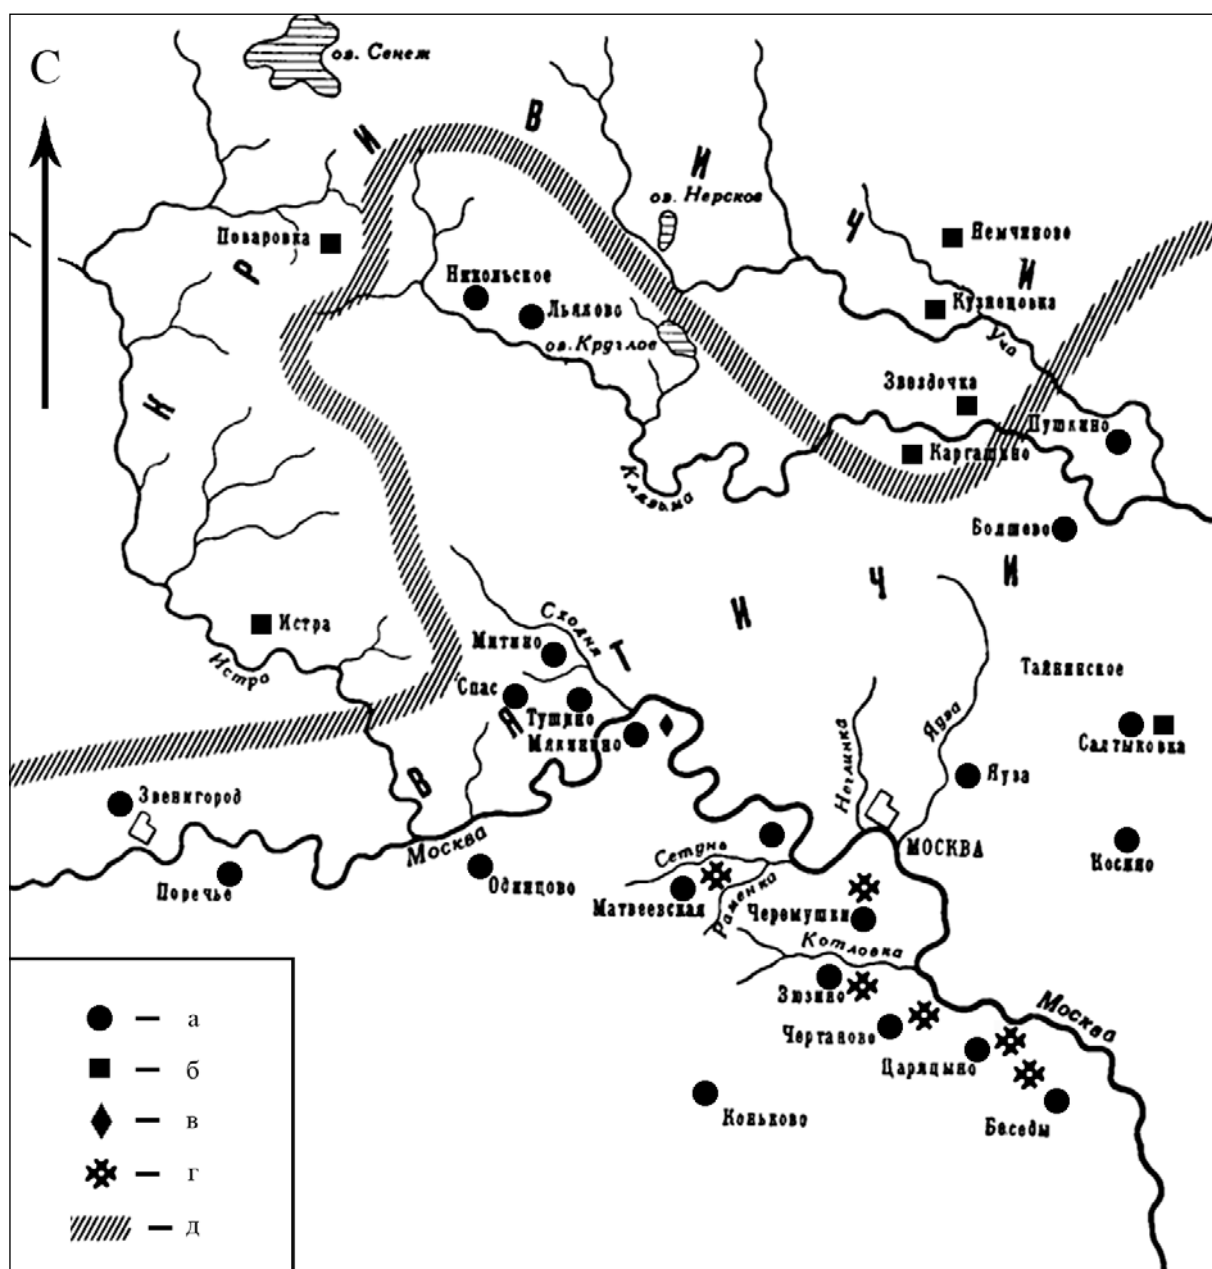 С
оз. Сенеж
К Р И В И Ч И
оз. Нерское
Поваровка
Немчиново
Никольское
Льялово
Кузнецовка
Уча
оз. Круглое
Звездочка
Пушкино
Каргашино
Клязьма
Болшево
В Я Т И Ч И
Сходня
Истра
Истра
Митино
Спас
Тушино
Мякинино
Тайнинское
Салтыковка
Неглинка
Яуза
Яуза
Звенигород
Москва
Сетунь
МОСКВА
Косино
Поречье
Одинцово
Матвеевская
Раменка
Черемушки
Котловка
Зюзино
Москва
Чертаново
Царицыно
Коньково
Беседы
– а
– б
– в
– г
– д